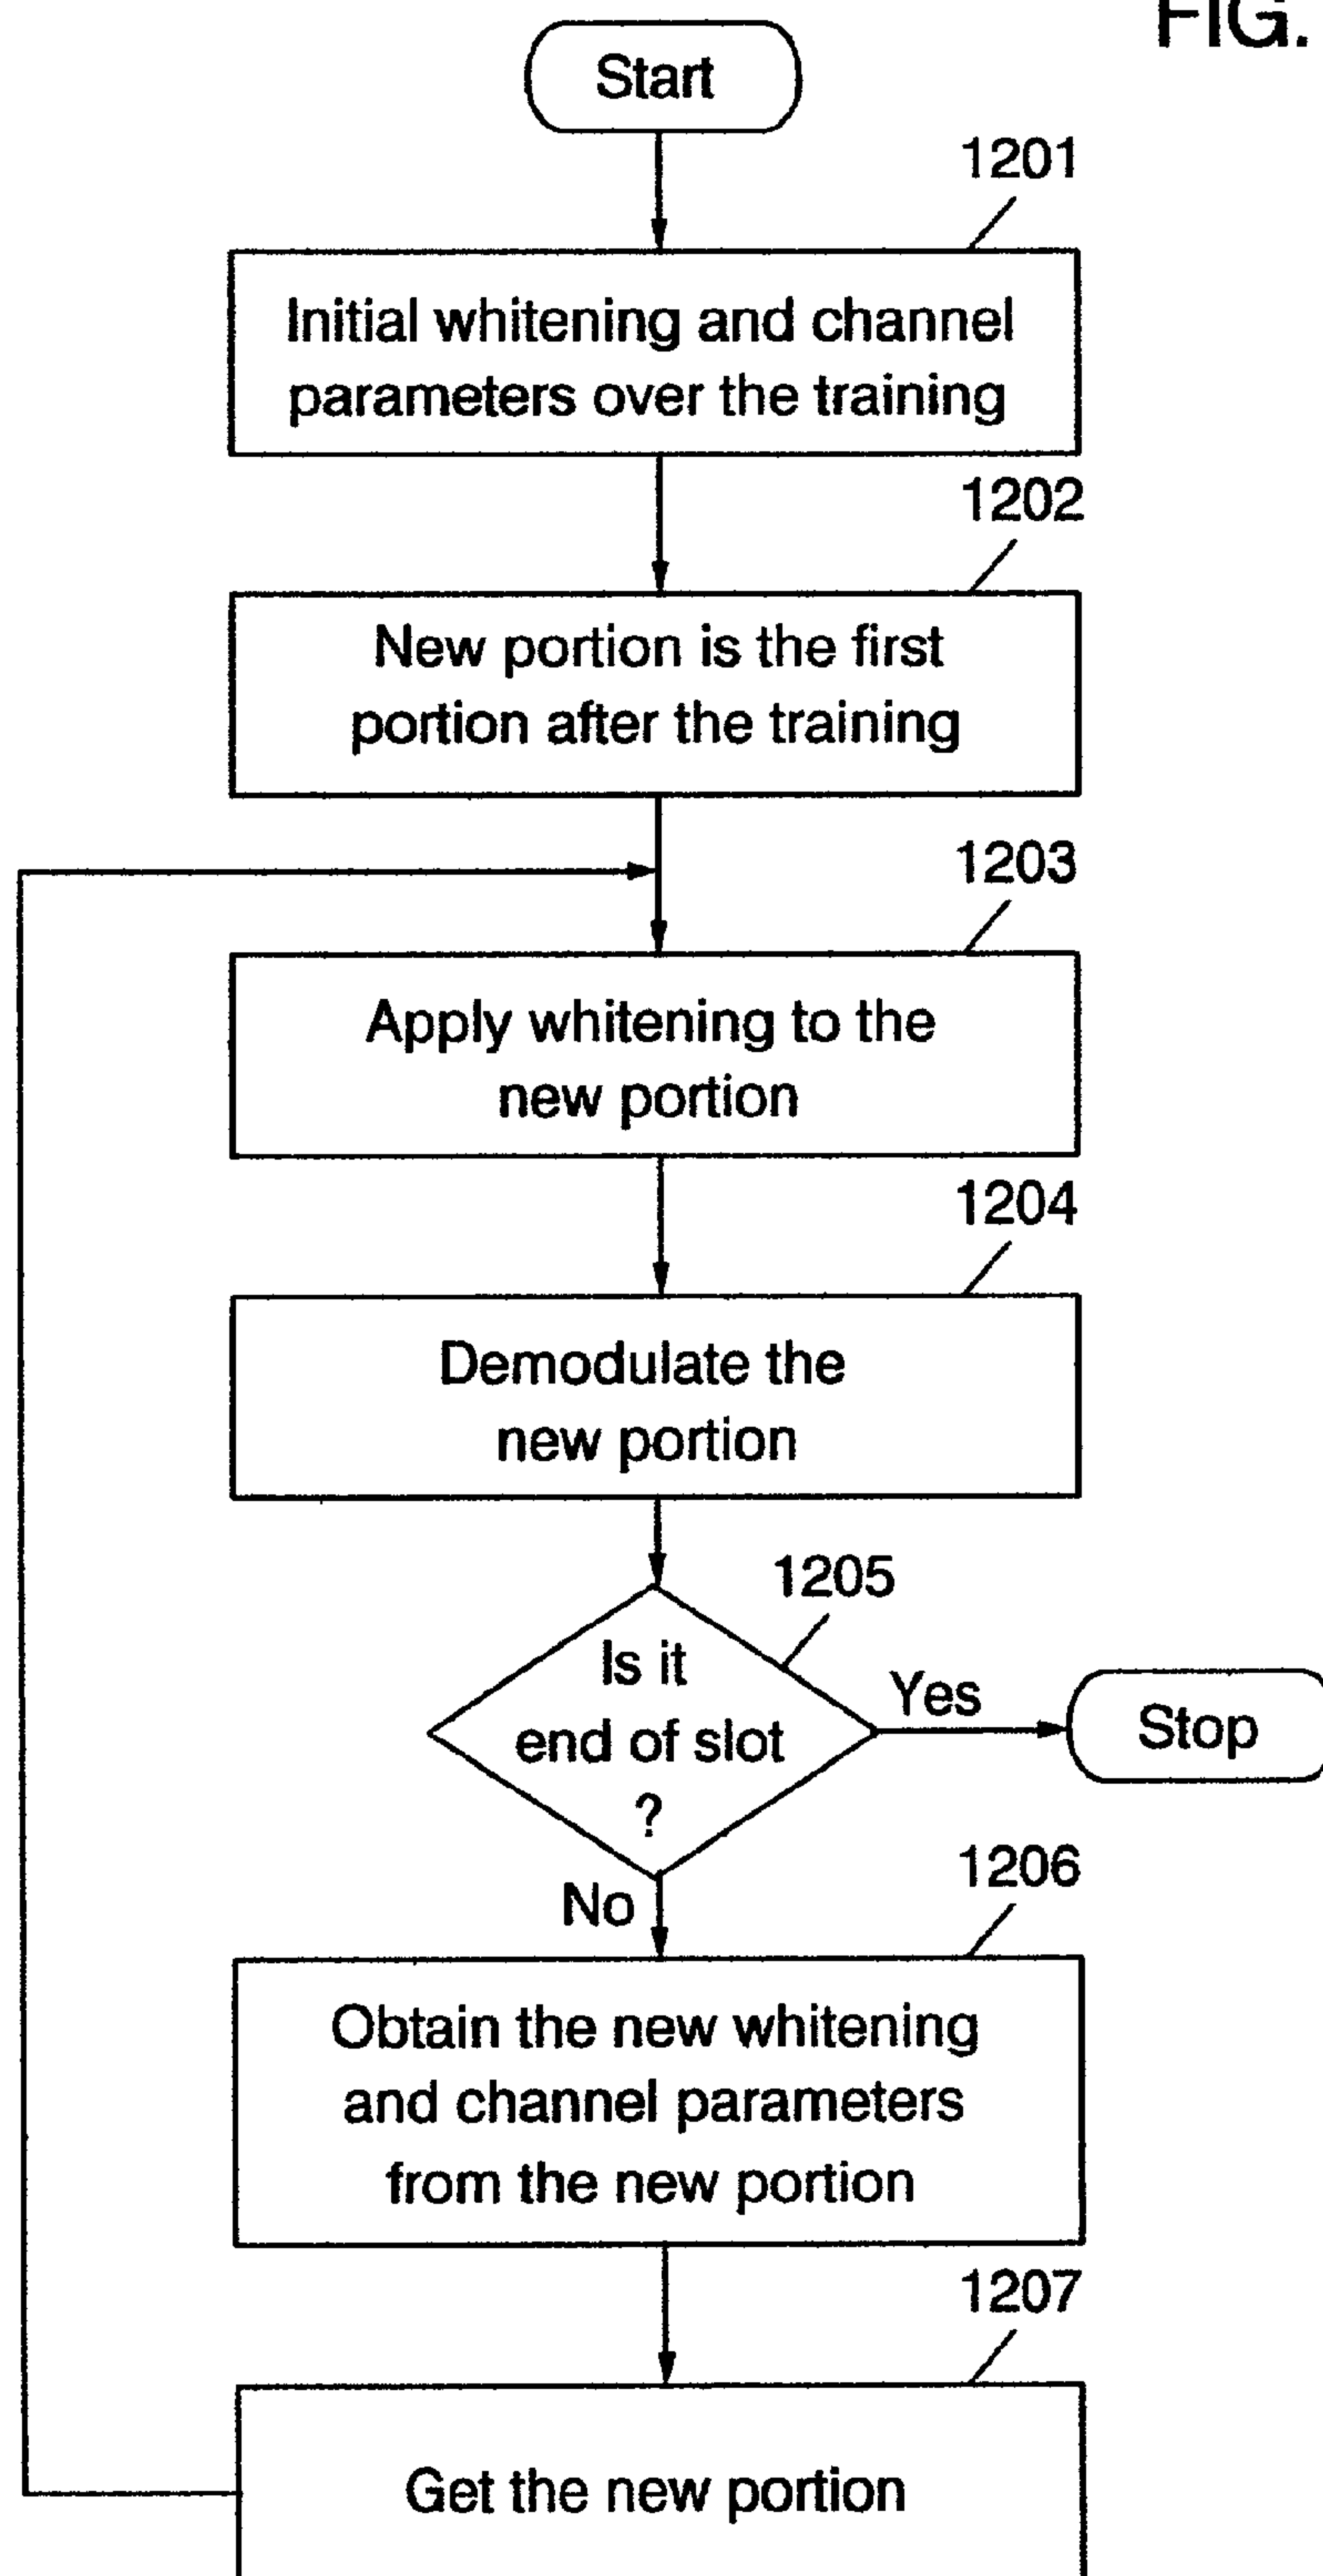 FIG.
Start
1201
Initial whitening and channel
parameters over the training
1202
New portion is the first
portion after the training
1203
Apply whitening to the
new portion
1204
Demodulate the
new portion
1205
Is it
end of slot
?
Yes
Stop
No
1206
Obtain the new whitening
and channel parameters
from the new portion
1207
Get the new portion